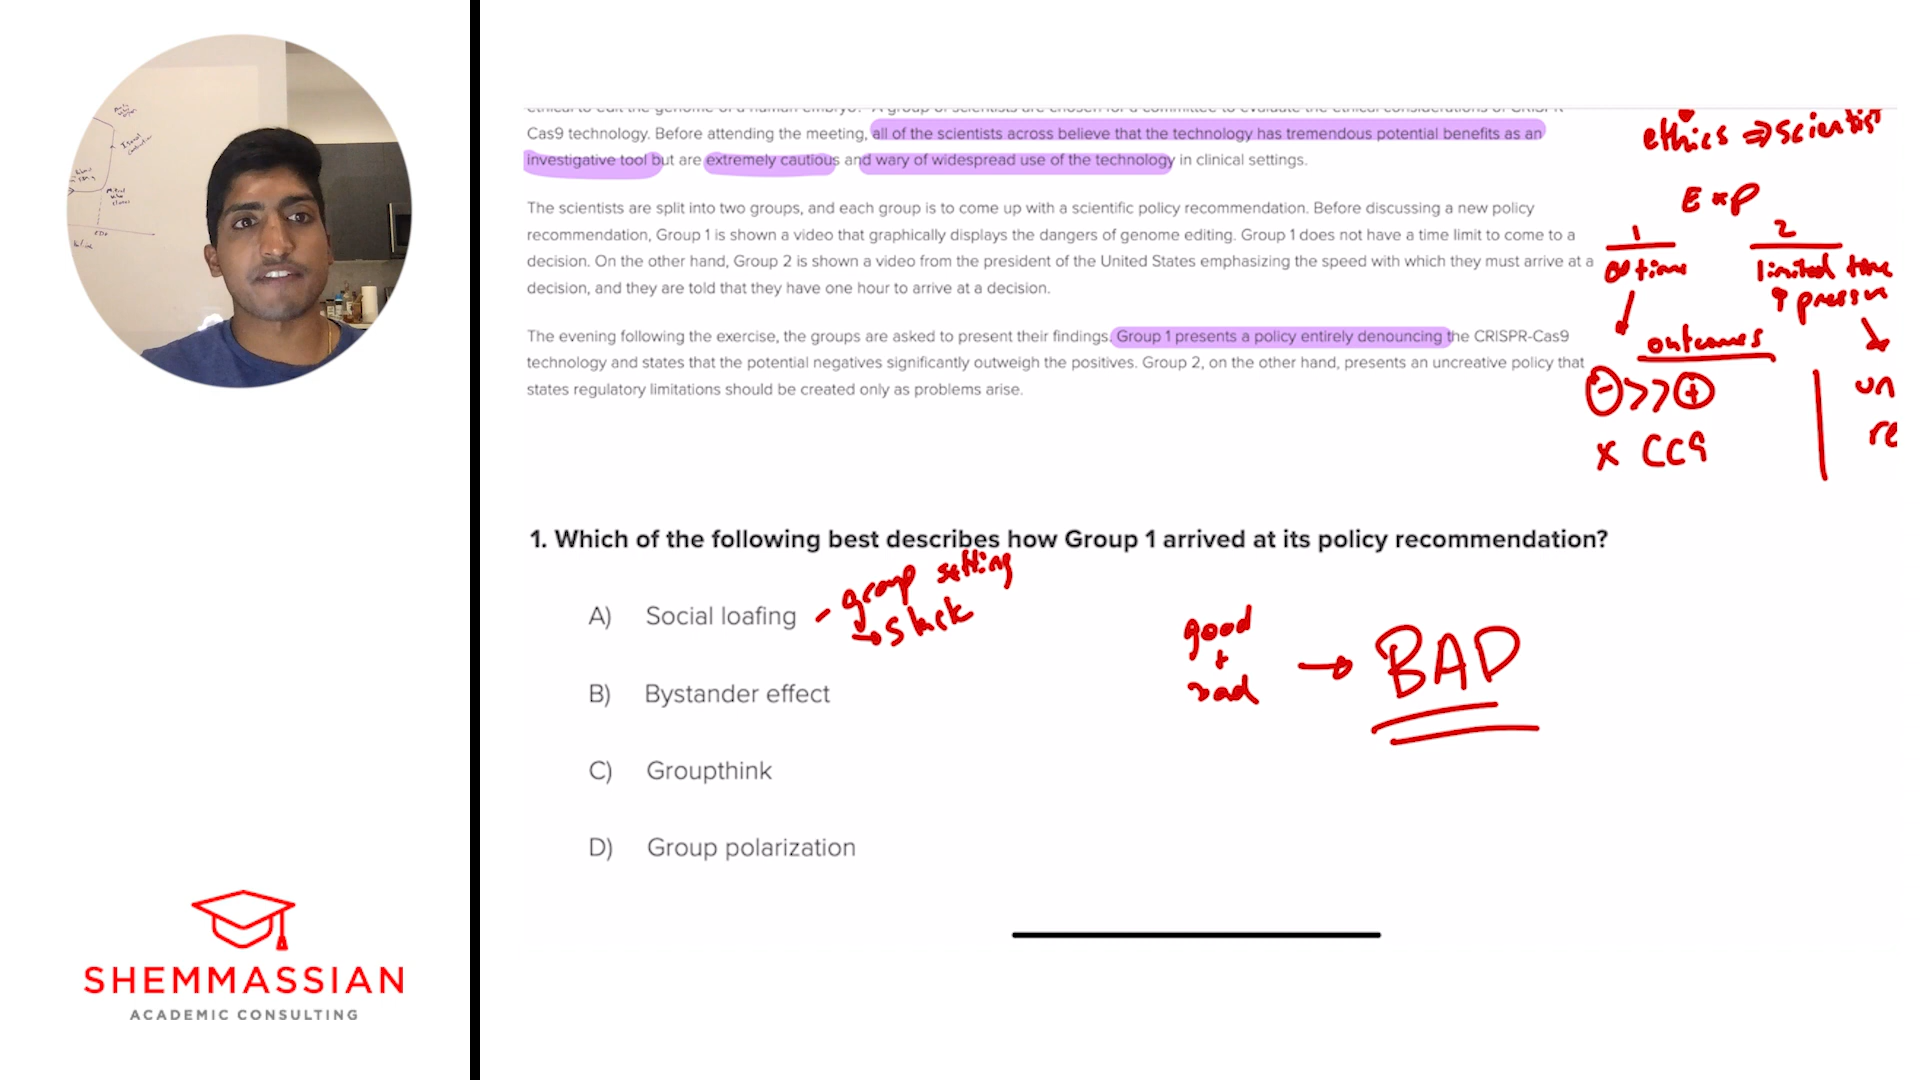 Cas9 technology. Before attending the meeting, all of the scientists across believe that the technology has tremendous potential benefits as an
investigative tool but are extremely cautious and wary of widespread use of the technology in clinical settings.
The scientists are split into two groups, and each group is to come up with a scientific policy recommendation. Before discussing a new policy
recommendation, Group 1 is shown a video that graphically displays the dangers of genome editing. Group 1 does not have a time limit to come to a
decision. On the other hand, Group 2 is shown a video from the president of the United States emphasizing the speed with which they must arrive at a
decision, and they are told that they have one hour to arrive at a decision.
The evening following the exercise, the groups are asked to present their findings. Group 1 presents a policy entirely denouncing the CRISPR-Cas9
technology and states that the potential negatives significantly outweigh the positives. Group 2, on the other hand, presents an uncreative policy that
states regulatory limitations should be created only as problems arise.
ethics ⇒ scientist
Exp
1
2
∞ time
limited time
↑ pressure
outcomes
⊖ >> ⊕
x CC9
un
re
1. Which of the following best describes how Group 1 arrived at its policy recommendation?
A) Social loafing - group setting
→ slack
B) Bystander effect
C) Groupthink
D) Group polarization
good
+
bad
→ BAD
SHEMMASSIAN
ACADEMIC CONSULTING